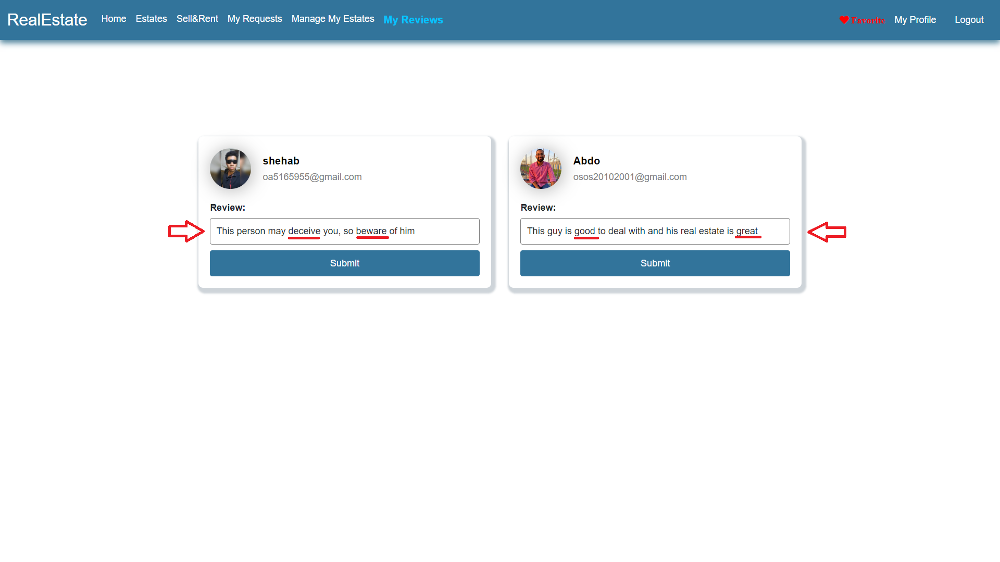 RealEstate Home Estates Sell&Rent My Requests Manage My Estates My Reviews Favorite My Profile Logout
shehab
oa5165955@gmail.com
Review:
This person may deceive you, so beware of him
Submit
Abdo
osos20102001@gmail.com
Review:
This guy is good to deal with and his real estate is great
Submit